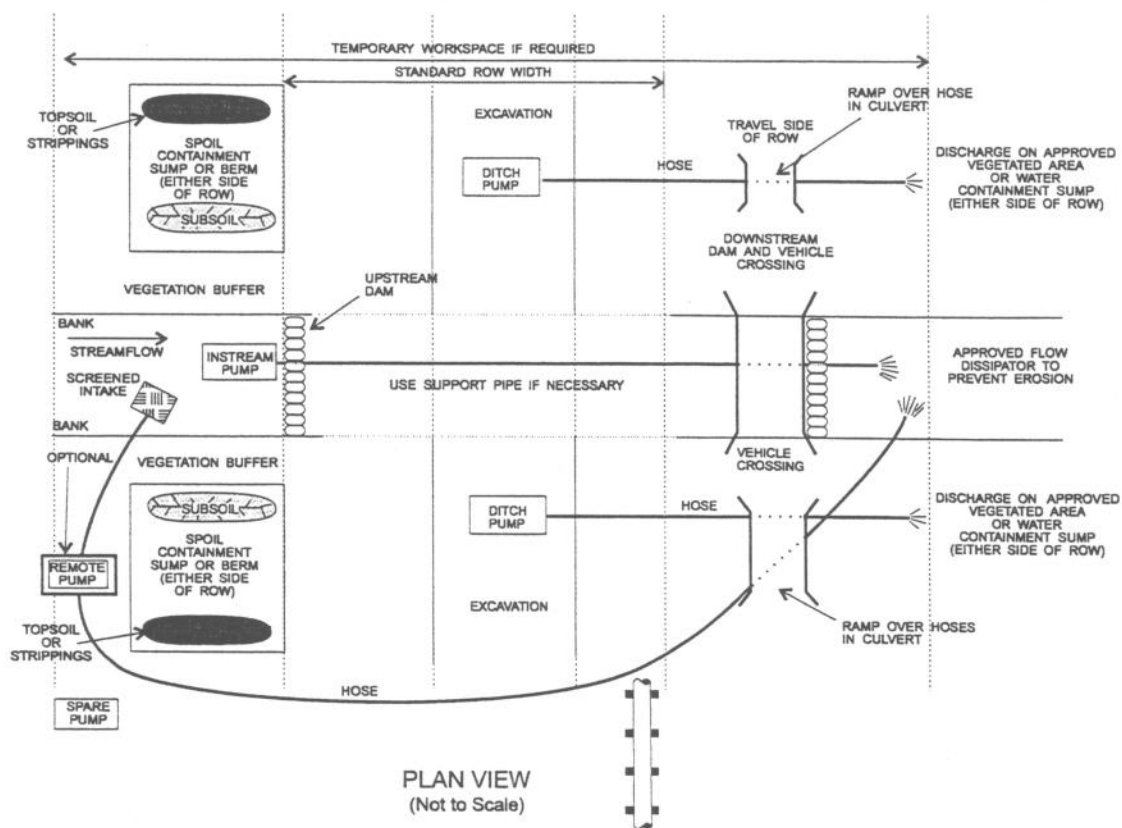 TEMPORARY WORKSPACE IF REQUIRED
STANDARD ROW WIDTH
TOPSOIL
OR
STRIPPINGS
SPOIL
CONTAINMENT
SUMP OR BERM
(EITHER SIDE
OF ROW)
SUBSOIL
EXCAVATION
DITCH
PUMP
HOSE
TRAVEL SIDE
OF ROW
RAMP OVER HOSE
IN CULVERT
DISCHARGE ON APPROVED
VEGETATED AREA
OR WATER
CONTAINMENT SUMP
(EITHER SIDE OF ROW)
VEGETATION BUFFER
UPSTREAM
DAM
DOWNSTREAM
DAM AND VEHICLE
CROSSING
BANK
STREAMFLOW
SCREENED
INTAKE
INSTREAM
PUMP
USE SUPPORT PIPE IF NECESSARY
APPROVED FLOW
DISSIPATOR TO
PREVENT EROSION
BANK
OPTIONAL
VEGETATION BUFFER
VEHICLE
CROSSING
SUBSOIL
SPOIL
CONTAINMENT
SUMP OR BERM
(EITHER SIDE
OF ROW)
REMOTE
PUMP
TOPSOIL
OR
STRIPPINGS
DITCH
PUMP
HOSE
DISCHARGE ON APPROVED
VEGETATED AREA
OR WATER
CONTAINMENT SUMP
(EITHER SIDE OF ROW)
EXCAVATION
RAMP OVER HOSES
IN CULVERT
HOSE
SPARE
PUMP
PLAN VIEW
(Not to Scale)